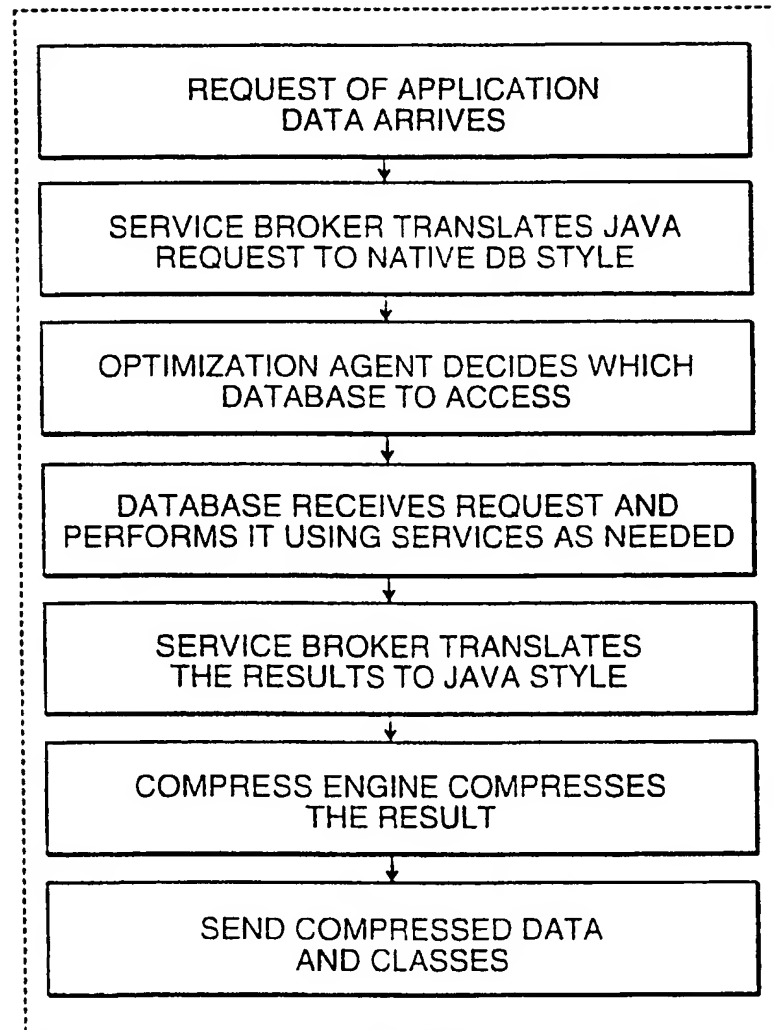 REQUEST OF APPLICATION
DATA ARRIVES
SERVICE BROKER TRANSLATES JAVA
REQUEST TO NATIVE DB STYLE
OPTIMIZATION AGENT DECIDES WHICH
DATABASE TO ACCESS
DATABASE RECEIVES REQUEST AND
PERFORMS IT USING SERVICES AS NEEDED
SERVICE BROKER TRANSLATES
THE RESULTS TO JAVA STYLE
COMPRESS ENGINE COMPRESSES
THE RESULT
SEND COMPRESSED DATA
AND CLASSES